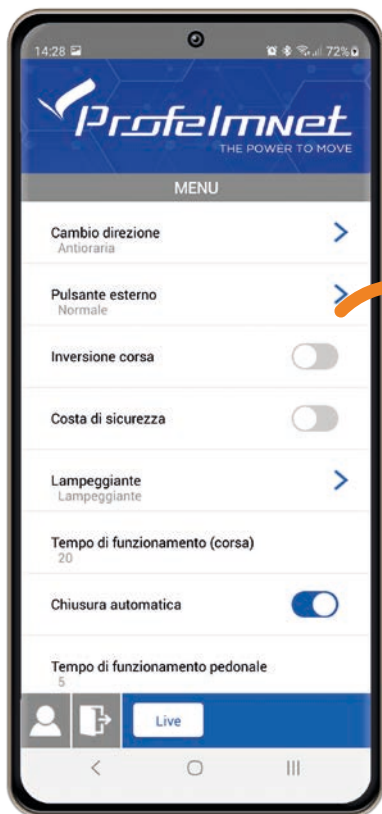 14:28 72%
Profelmnet
THE POWER TO MOVE
MENU
Cambio direzione
Antioraria
Pulsante esterno
Normale
Inversione corsa
Costa di sicurezza
Lampeggiante
Lampeggiante
Tempo di funzionamento (corsa)
20
Chiusura automatica
Tempo di funzionamento pedonale
5
Live